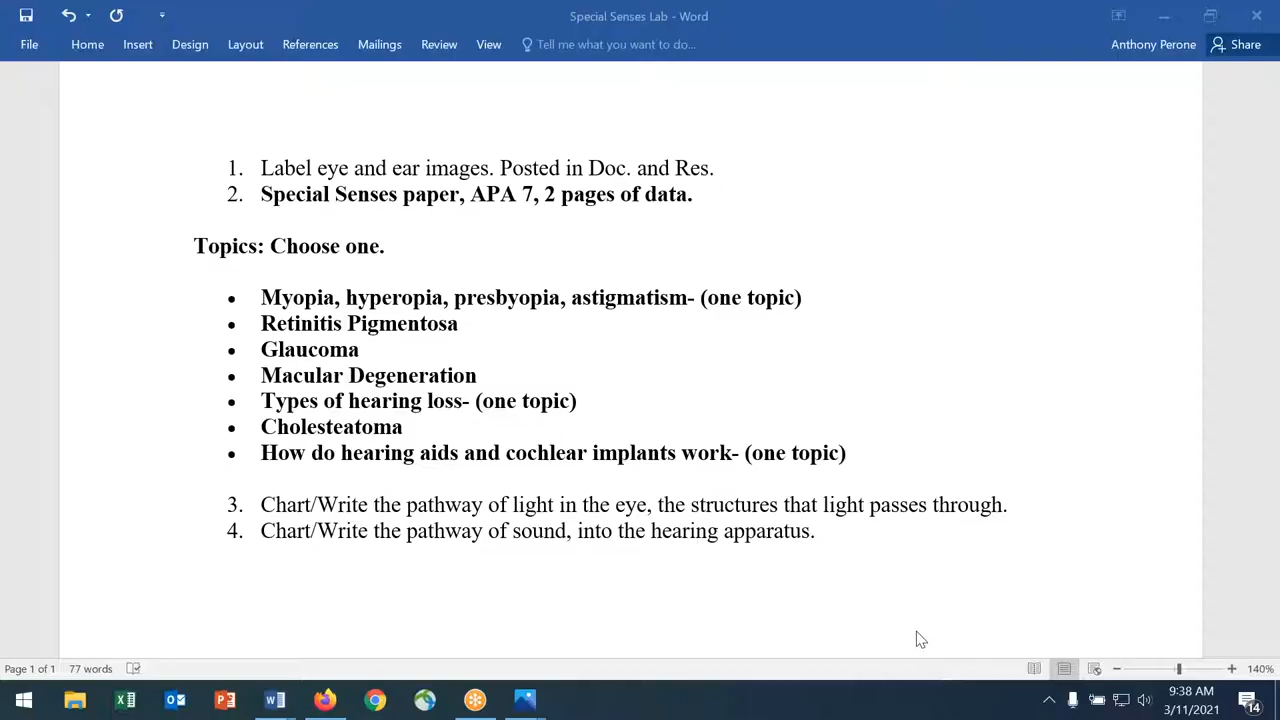 Special Senses Lab - Word
File Home Insert Design Layout References Mailings Review View Tell me what you want to do... Anthony Perone Share
1. Label eye and ear images. Posted in Doc. and Res.
2. Special Senses paper, APA 7, 2 pages of data.
Topics: Choose one.
• Myopia, hyperopia, presbyopia, astigmatism- (one topic)
• Retinitis Pigmentosa
• Glaucoma
• Macular Degeneration
• Types of hearing loss- (one topic)
• Cholesteatoma
• How do hearing aids and cochlear implants work- (one topic)
3. Chart/Write the pathway of light in the eye, the structures that light passes through.
4. Chart/Write the pathway of sound, into the hearing apparatus.
Page 1 of 1 77 words 140%
9:38 AM
3/11/2021
14